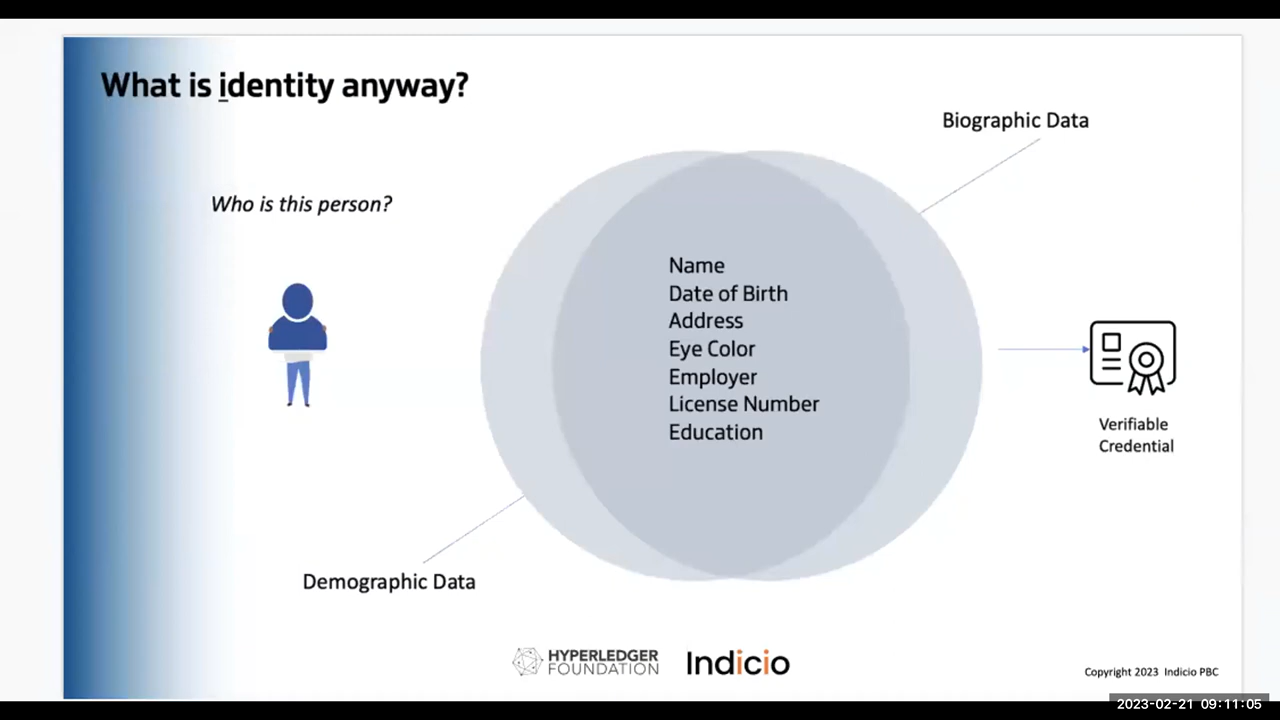 What is identity anyway?
Biographic Data
Who is this person?
Name
Date of Birth
Address
Eye Color
Employer
License Number
Education
Verifiable
Credential
Demographic Data
HYPERLEDGER
FOUNDATION
Indicio
Copyright 2023 Indicio PBC
2023-02-21 09:11:05